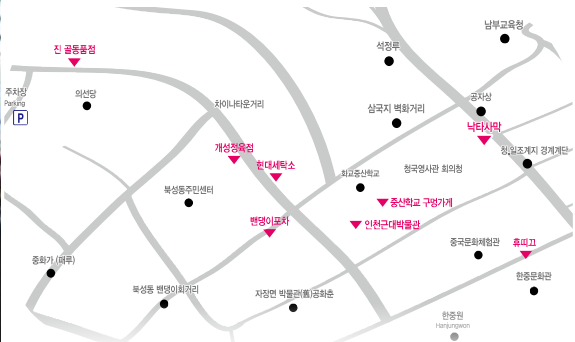 남부교육청
석정루
진 골동품점
주차장
Parking
P
의선당
차이나타운거리
삼국지 벽화거리
공자상
낙타사막
개성정육점
현대세탁소
청,일조계지 경계계단
화교중산학교
청국영사관 회의청
북성동주민센터
중산학교 구멍가게
밴댕이포차
인천근대박물관
중국문화체험관
휴띠끄
중화가 (패루)
한중문화관
북성동 밴댕이회거리
자장면 박물관(舊)공화춘
한중원
Hanjungwon